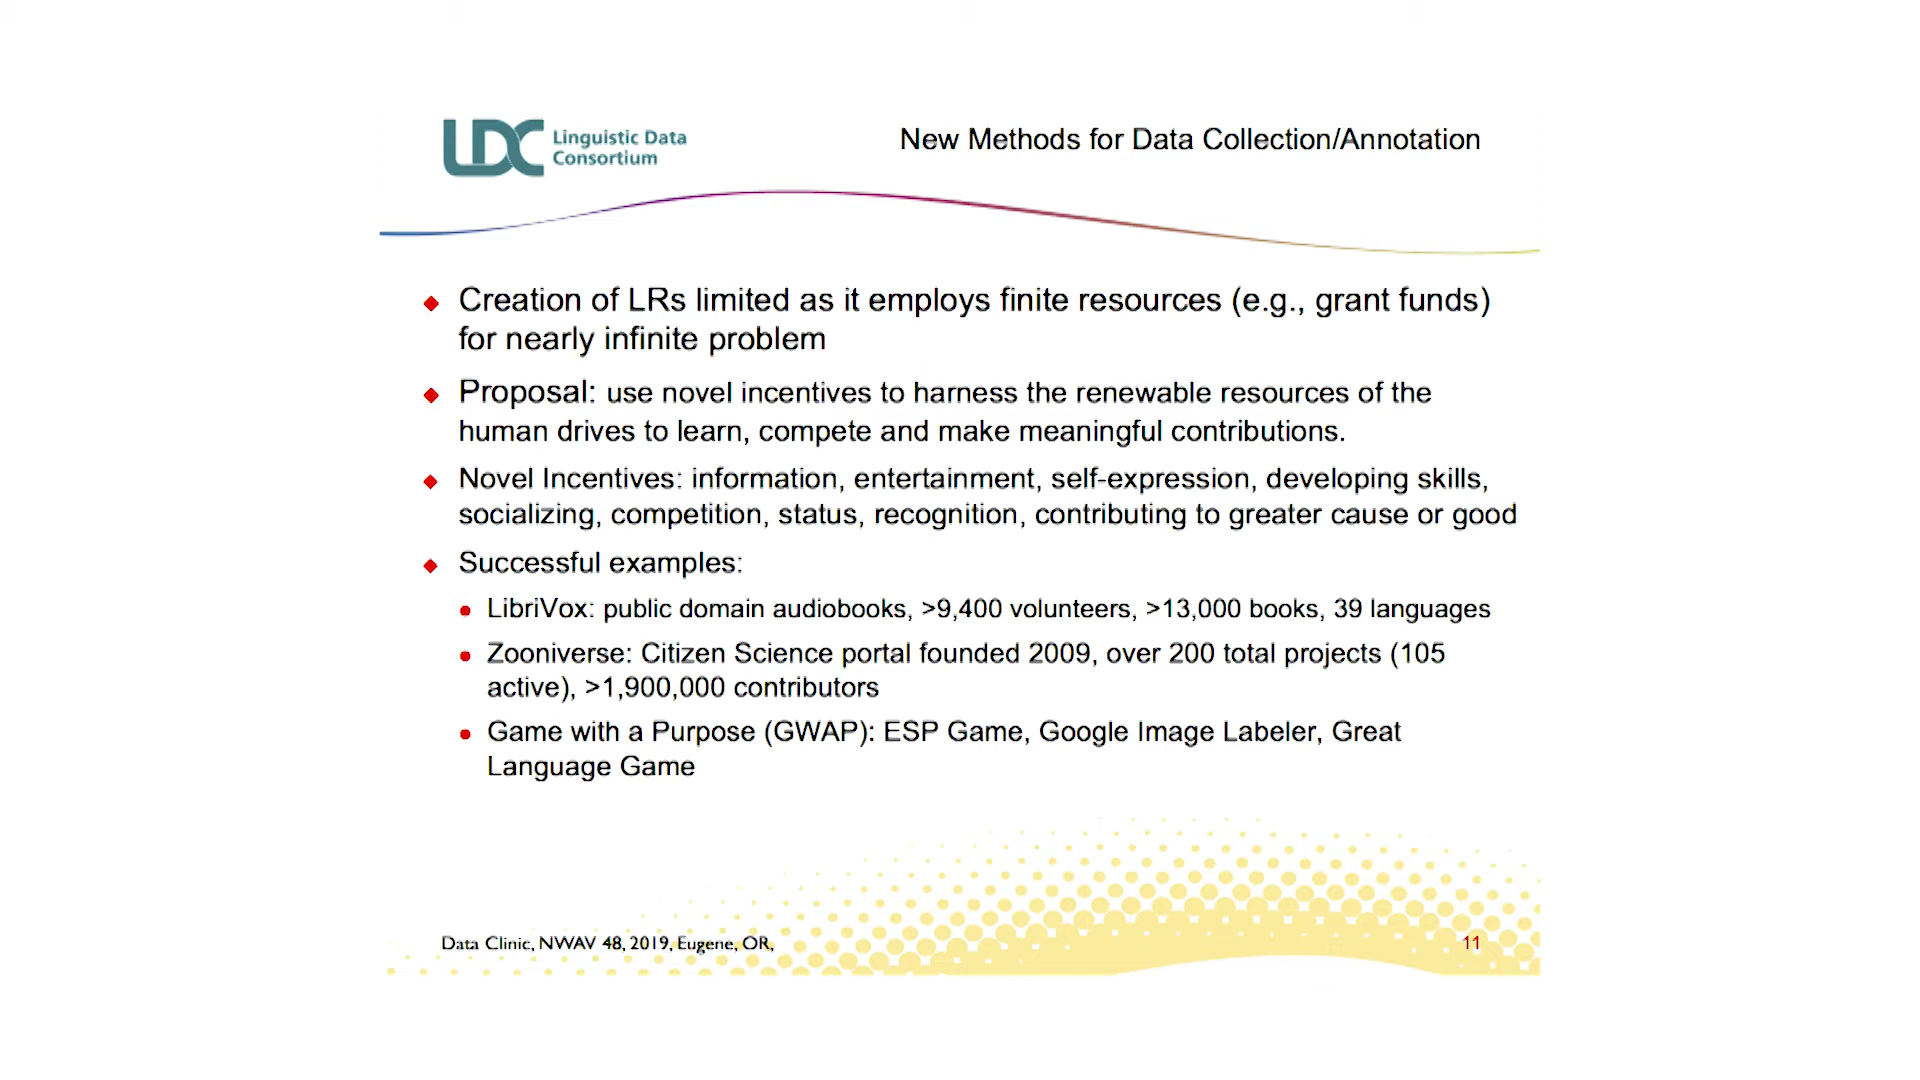 LDC Linguistic Data
Consortium
New Methods for Data Collection/Annotation
Creation of LRs limited as it employs finite resources (e.g., grant funds)
for nearly infinite problem
Proposal: use novel incentives to harness the renewable resources of the
human drives to learn, compete and make meaningful contributions.
Novel Incentives: information, entertainment, self-expression, developing skills,
socializing, competition, status, recognition, contributing to greater cause or good
Successful examples:
LibriVox: public domain audiobooks, >9,400 volunteers, >13,000 books, 39 languages
Zooniverse: Citizen Science portal founded 2009, over 200 total projects (105
active), >1,900,000 contributors
Game with a Purpose (GWAP): ESP Game, Google Image Labeler, Great
Language Game
Data Clinic, NWAV 48, 2019, Eugene, OR,
11